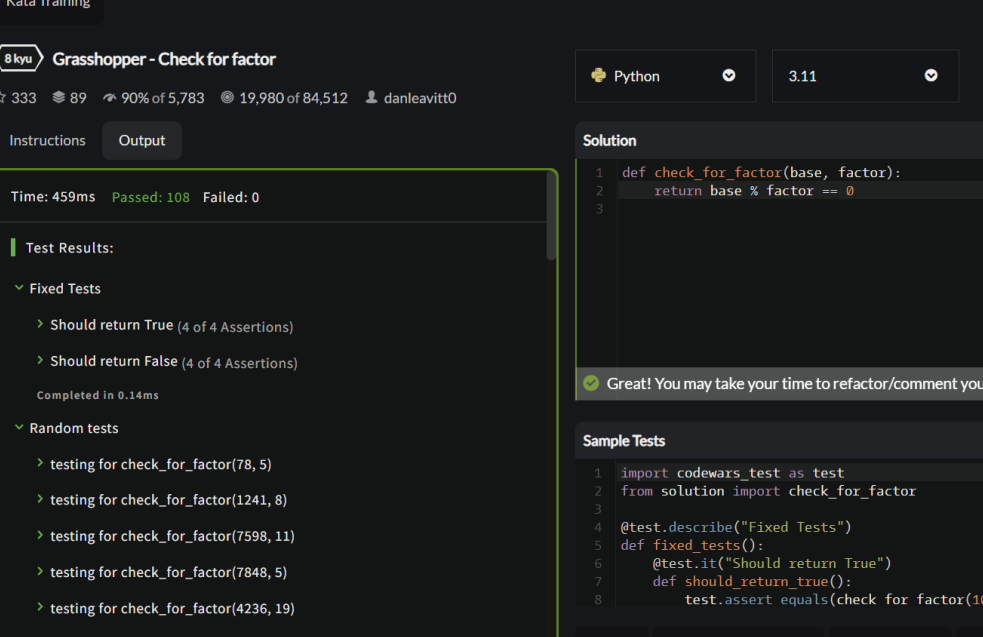 Kata Training
8 kyu Grasshopper - Check for factor
333 89 90% of 5,783 19,980 of 84,512 danleavitt0
Instructions Output
Time: 459ms Passed: 108 Failed: 0
Test Results:
Fixed Tests
Should return True (4 of 4 Assertions)
Should return False (4 of 4 Assertions)
Completed in 0.14ms
Random tests
testing for check_for_factor(78, 5)
testing for check_for_factor(1241, 8)
testing for check_for_factor(7598, 11)
testing for check_for_factor(7848, 5)
testing for check_for_factor(4236, 19)
Python 3.11
Solution
1 def check_for_factor(base, factor):
2 return base % factor == 0
3
Great! You may take your time to refactor/comment you
Sample Tests
1 import codewars_test as test
2 from solution import check_for_factor
3
4 @test.describe("Fixed Tests")
5 def fixed_tests():
6 @test.it("Should return True")
7 def should_return_true():
8 test.assert_equals(check_for_factor(10